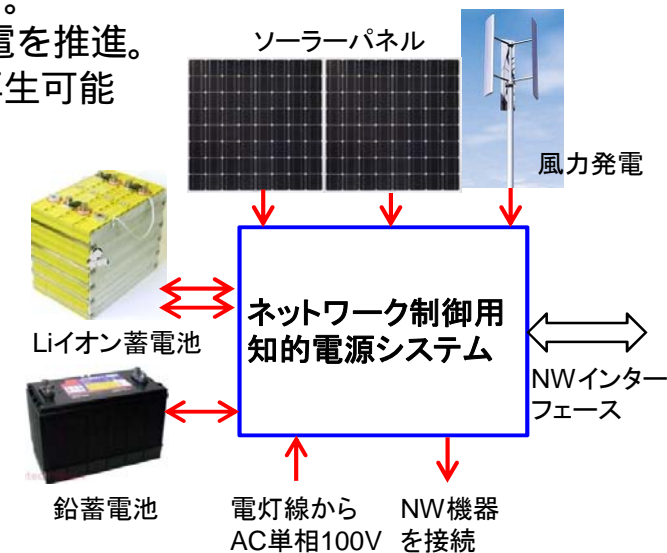 。
電を推進。
生可能
ソーラーパネル
風力発電
Liイオン蓄電池
ネットワーク制御用
知的電源システム
NWインター
フェース
鉛蓄電池
電灯線から
AC単相100V
NW機器
を接続